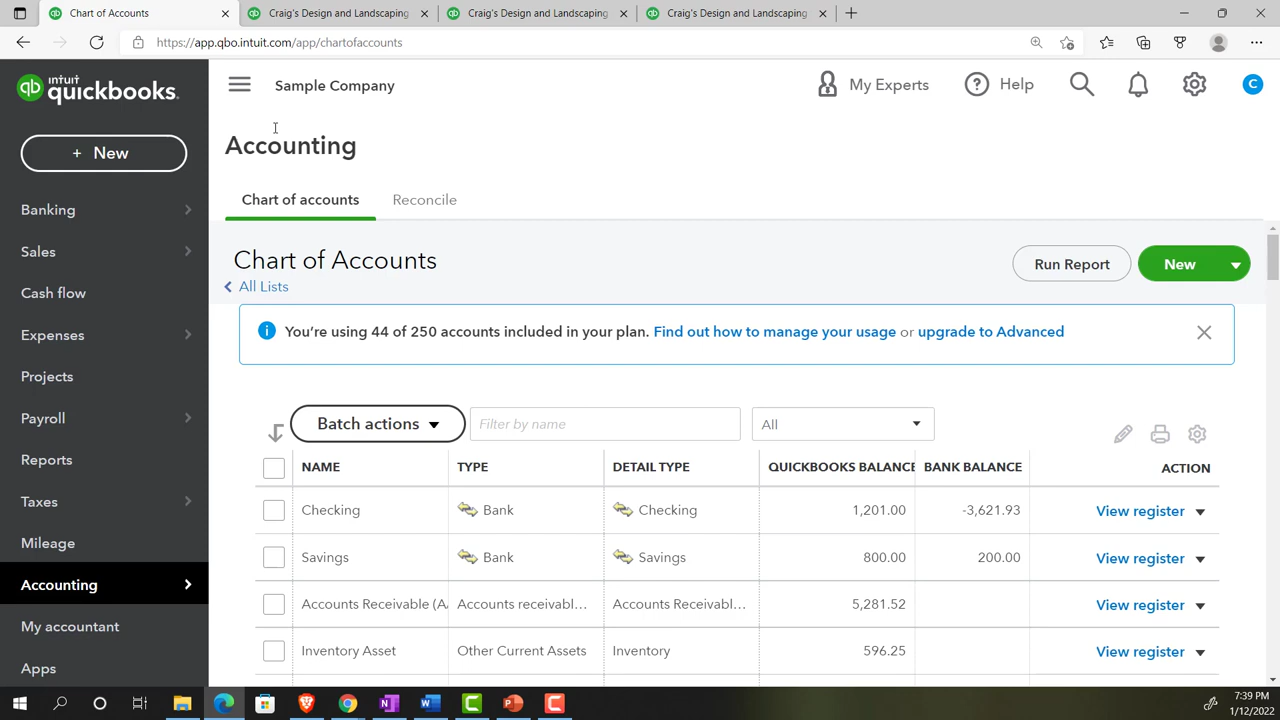 Chart of Accounts
Craig's Design and Landscaping
Craig's Design and Landscaping
Craig's Design and Landscaping
https://app.qbo.intuit.com/app/chartofaccounts
intuit
quickbooks.
Sample Company
My Experts
Help
C
+ New
Banking
Sales
Cash flow
Expenses
Projects
Payroll
Reports
Taxes
Mileage
Accounting
My accountant
Apps
Accounting
Chart of accounts
Reconcile
Chart of Accounts
All Lists
Run Report
New
You're using 44 of 250 accounts included in your plan. Find out how to manage your usage or upgrade to Advanced
Batch actions
Filter by name
All
NAME TYPE DETAIL TYPE QUICKBOOKS BALANCE BANK BALANCE ACTION
Checking Bank Checking 1,201.00 -3,621.93 View register
Savings Bank Savings 800.00 200.00 View register
Accounts Receivable (A/ Accounts receivabl... Accounts Receivabl... 5,281.52 View register
Inventory Asset Other Current Assets Inventory 596.25 View register
7:39 PM
1/12/2022